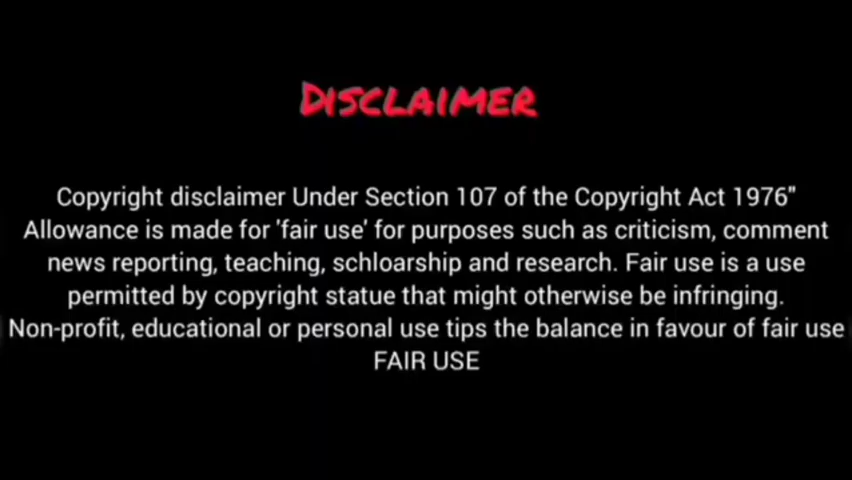 DISCLAIMER
Copyright disclaimer Under Section 107 of the Copyright Act 1976"
Allowance is made for 'fair use' for purposes such as criticism, comment
news reporting, teaching, schloarship and research. Fair use is a use
permitted by copyright statue that might otherwise be infringing.
Non-profit, educational or personal use tips the balance in favour of fair use
FAIR USE